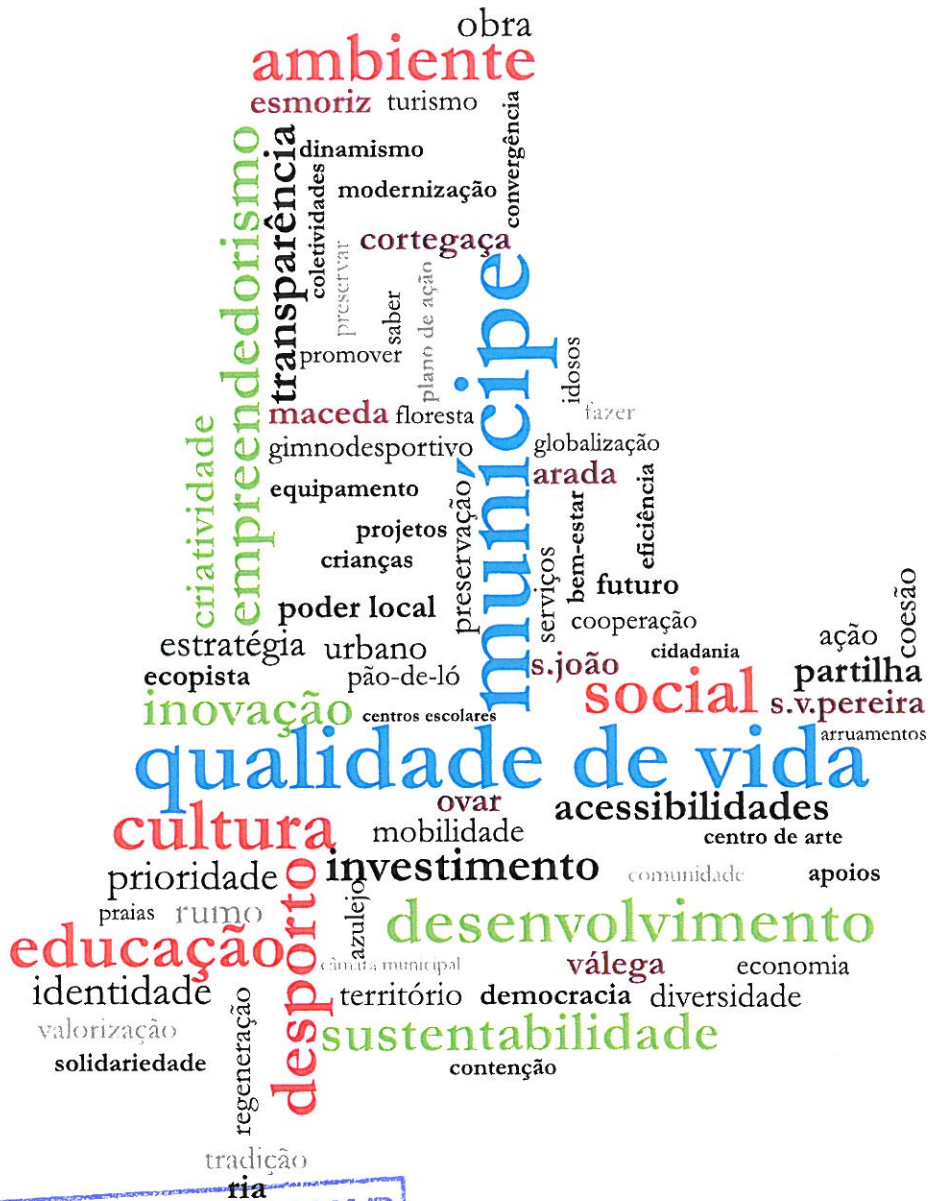 obra
ambiente
esmoriz
turismo
convergência
empreendedorismo
transparência
dinamismo
coletividades
modernização
cortegaça
preservar
saber
plano de ação
promover
munícipe
idosos
maceda
floresta
fazer
criatividade
gimnodesportivo
globalização
arada
equipamento
preservação
bem-estar
eficiência
projetos
crianças
serviços
futuro
poder local
cooperação
coesão
estratégia
urbano
cidadania
ação
s.joão
partilha
ecopista
pão-de-ló
social
s.v.pereira
inovação
centros escolares
arruamentos
qualidade de vida
ovar
acessibilidades
cultura
mobilidade
centro de arte
prioridade
desporto
investimento
comunidade
apoios
azulejo
praias
rumo
desenvolvimento
educação
câmara municipal
válega
economia
identidade
território
democracia
diversidade
valorização
regeneração
sustentabilidade
solidariedade
contenção
tradição
ria